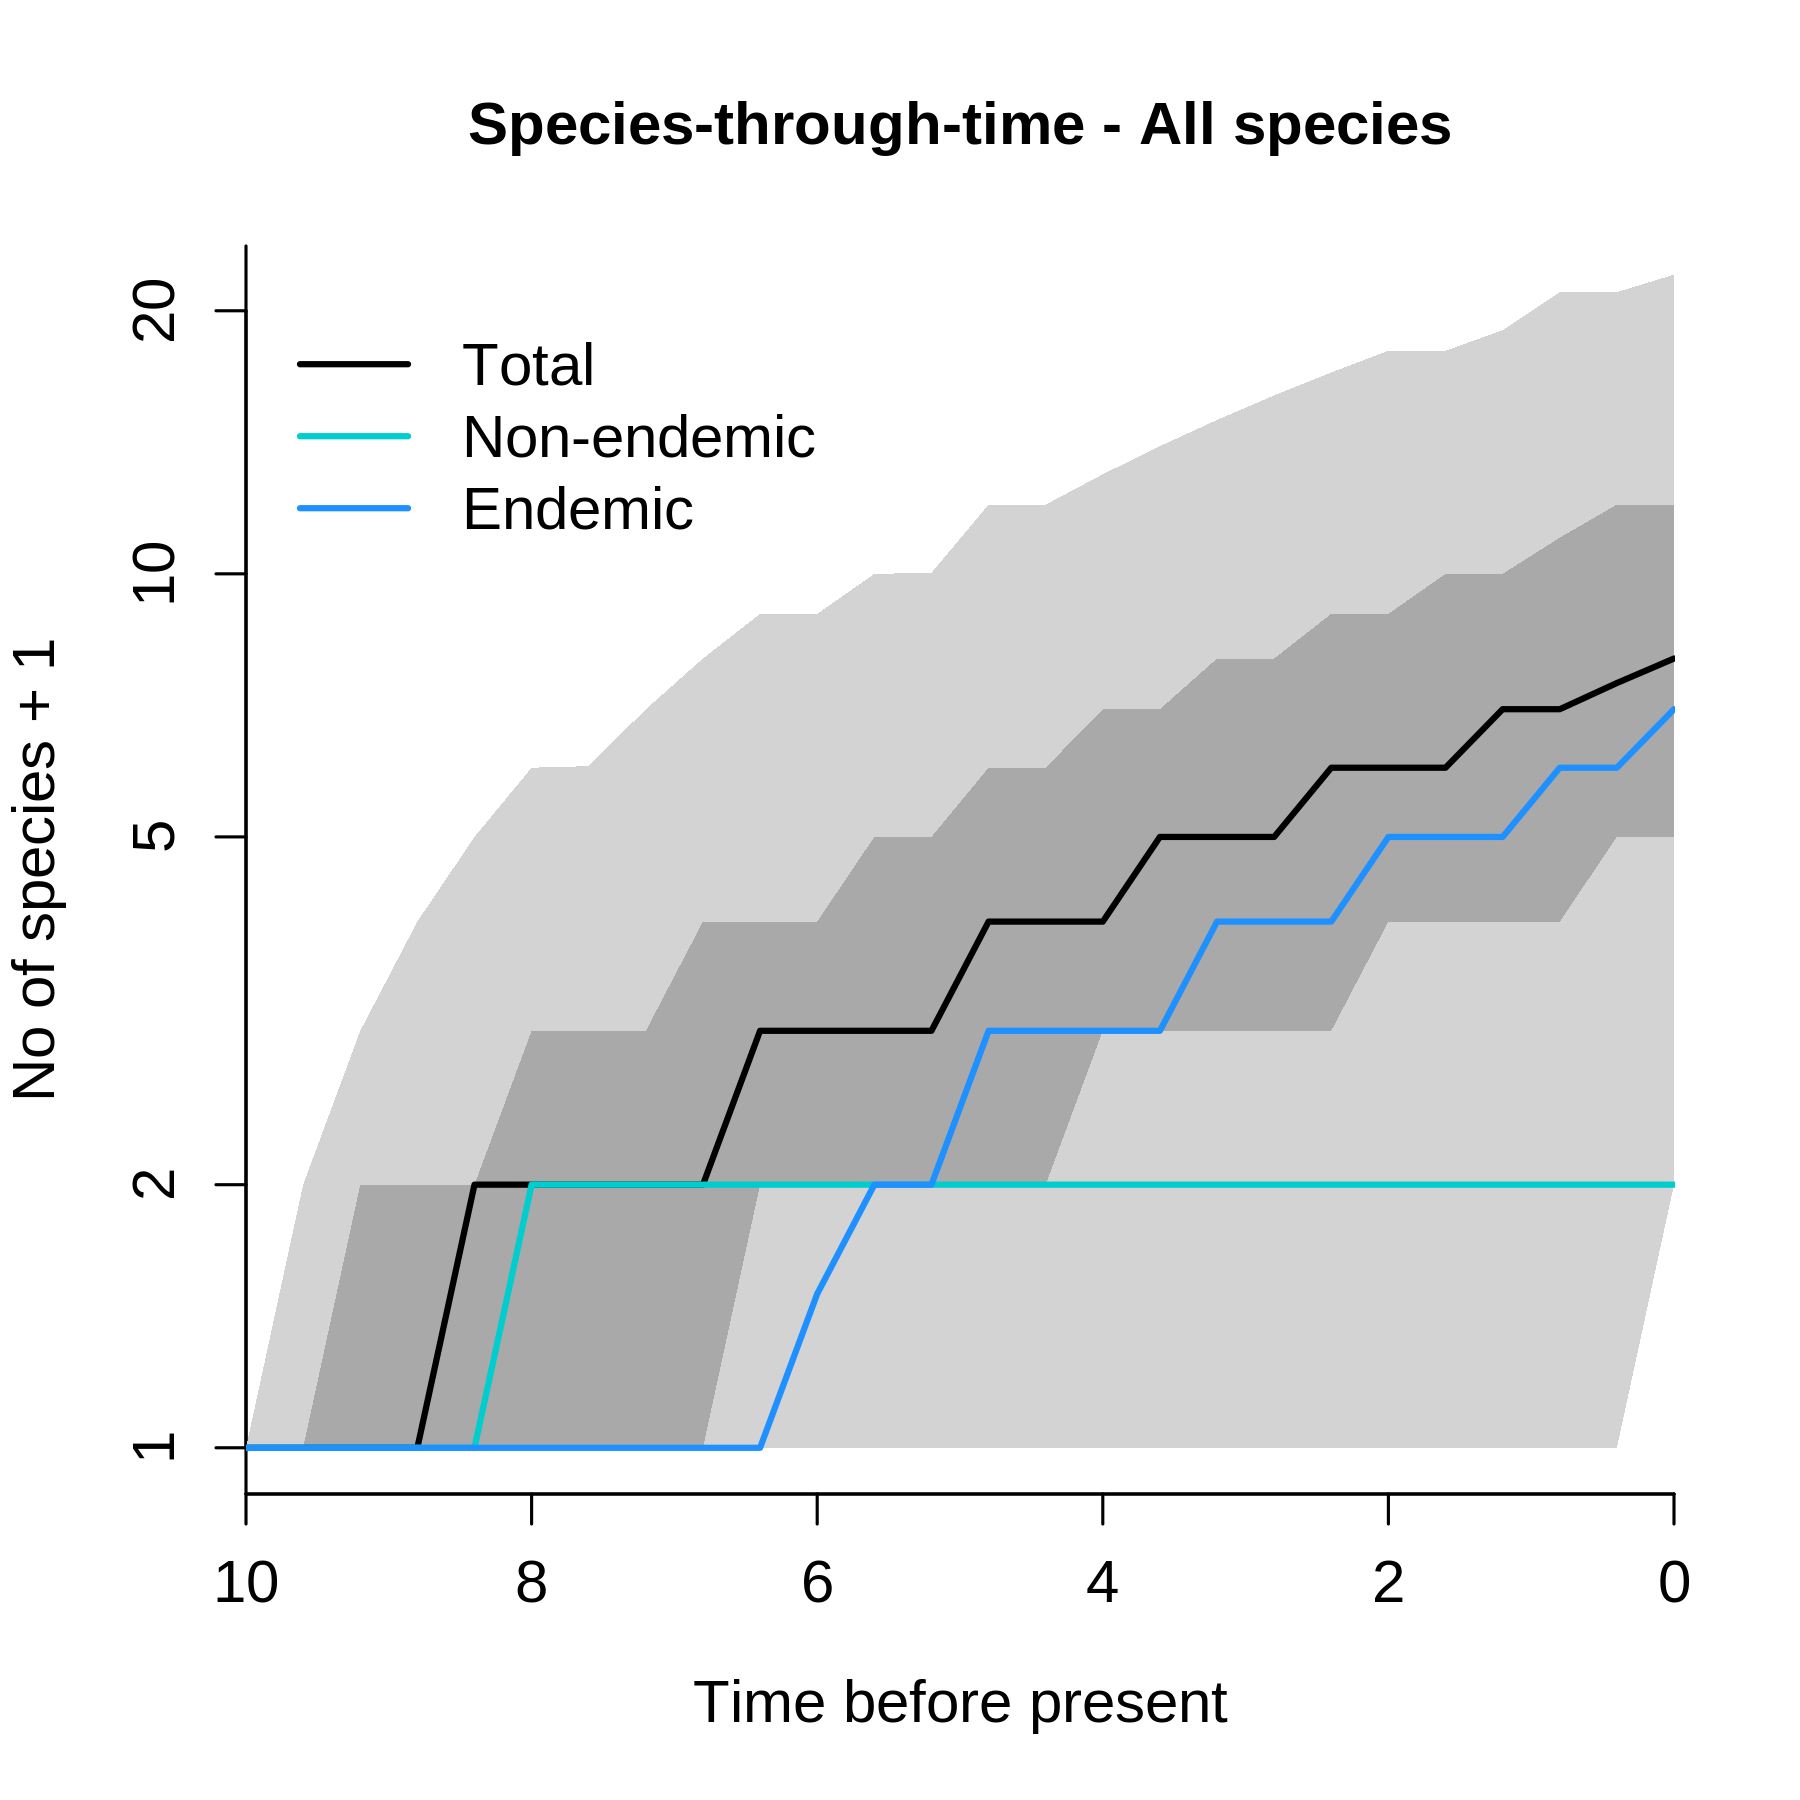 Species-through-time - All species
No of species + 1
20
10
5
2
1
Total
Non-endemic
Endemic
10 8 6 4 2 0
Time before present